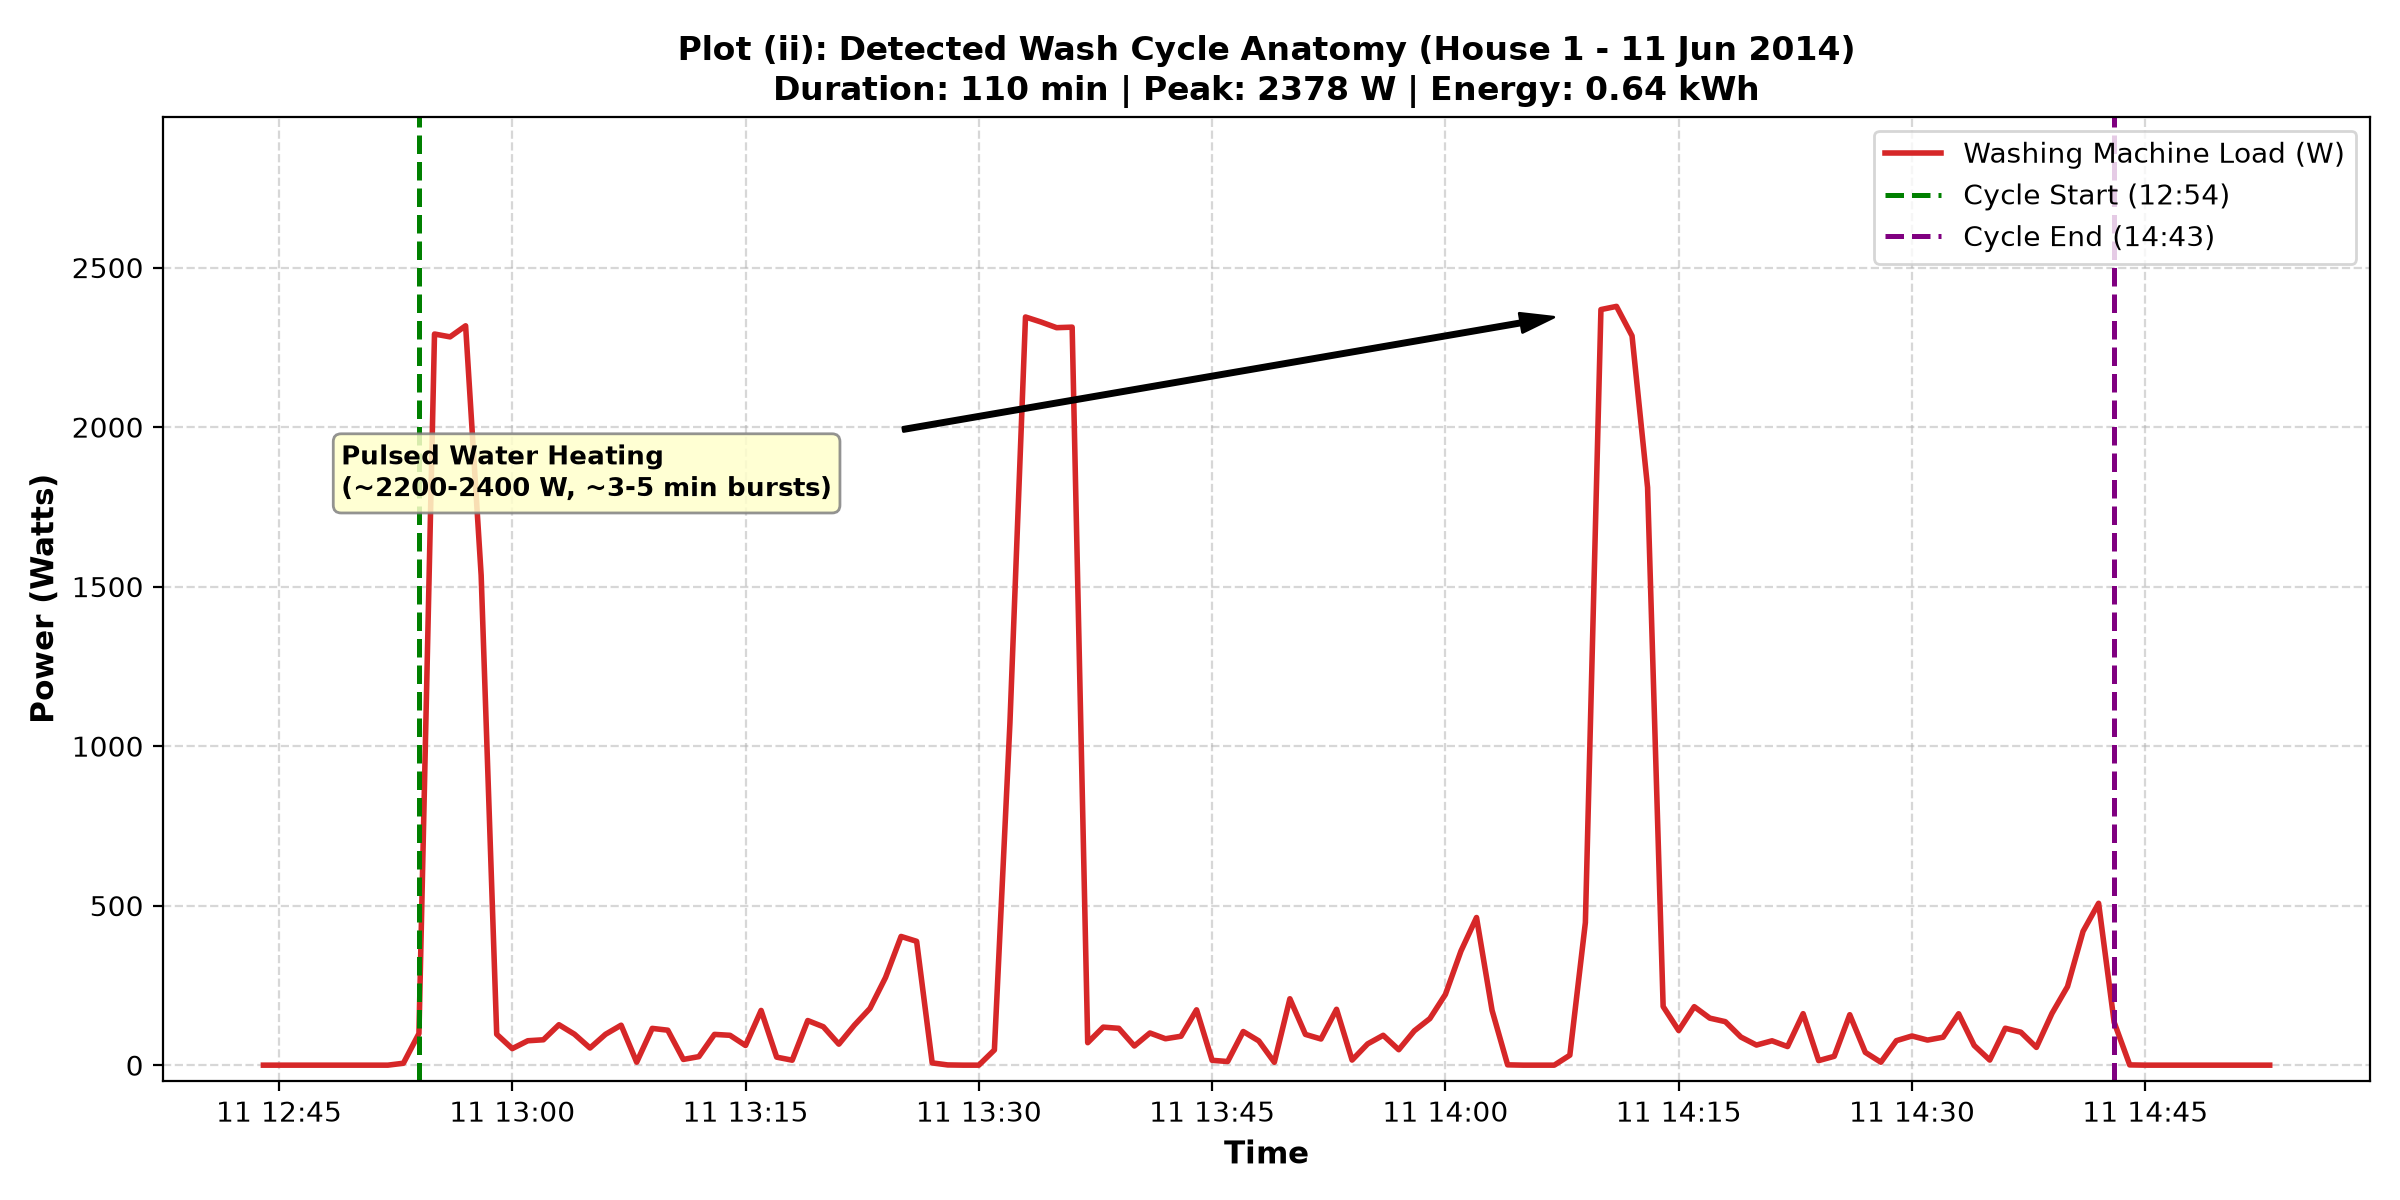 Plot (ii): Detected Wash Cycle Anatomy (House 1 - 11 Jun 2014)
Duration: 110 min | Peak: 2378 W | Energy: 0.64 kWh
Washing Machine Load (W)
Cycle Start (12:54)
Cycle End (14:43)
Pulsed Water Heating
(~2200-2400 W, ~3-5 min bursts)
Power (Watts)
2500
2000
1500
1000
500
0
11 12:45
11 13:00
11 13:15
11 13:30
11 13:45
11 14:00
11 14:15
11 14:30
11 14:45
Time